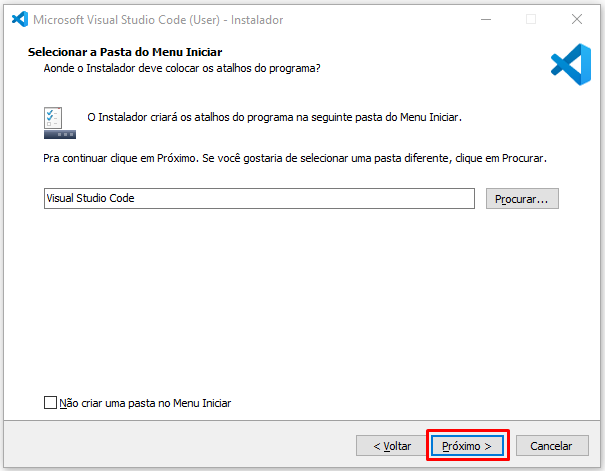 Microsoft Visual Studio Code (User) - Instalador
Selecionar a Pasta do Menu Iniciar
Aonde o Instalador deve colocar os atalhos do programa?
O Instalador criará os atalhos do programa na seguinte pasta do Menu Iniciar.
Pra continuar clique em Próximo. Se você gostaria de selecionar uma pasta diferente, clique em Procurar.
Visual Studio Code
Procurar...
Não criar uma pasta no Menu Iniciar
< Voltar
Próximo >
Cancelar